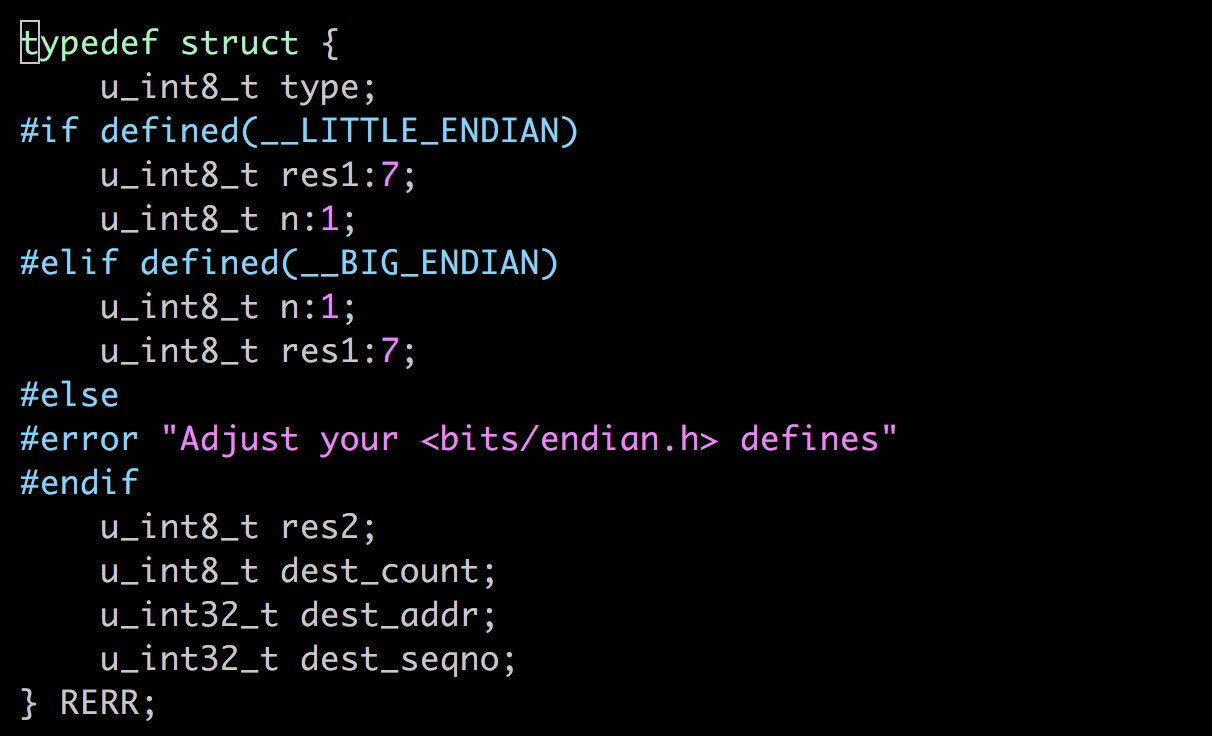 typedef struct {
    u_int8_t type;
#if defined(__LITTLE_ENDIAN)
    u_int8_t res1:7;
    u_int8_t n:1;
#elif defined(__BIG_ENDIAN)
    u_int8_t n:1;
    u_int8_t res1:7;
#else
#error "Adjust your <bits/endian.h> defines"
#endif
    u_int8_t res2;
    u_int8_t dest_count;
    u_int32_t dest_addr;
    u_int32_t dest_seqno;
} RERR;